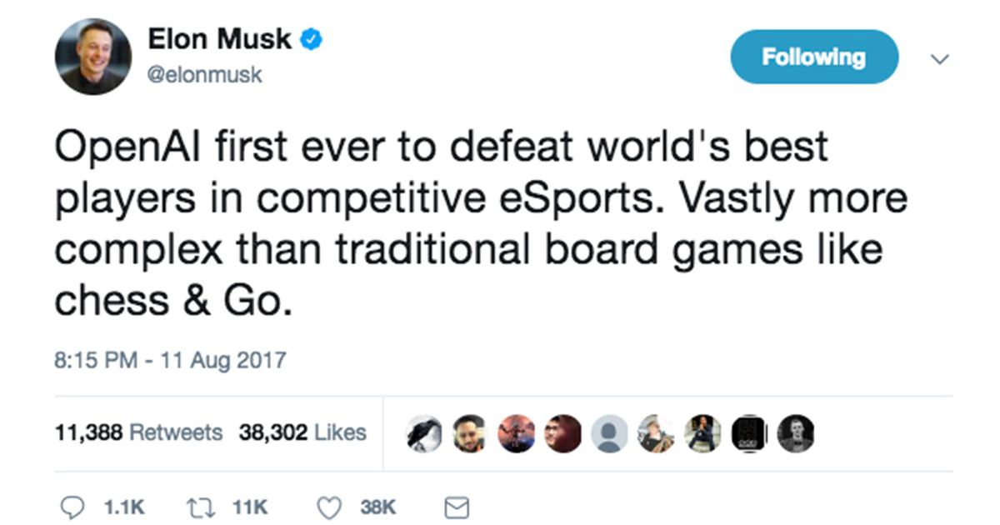 Elon Musk
@elonmusk
Following
OpenAI first ever to defeat world's best
players in competitive eSports. Vastly more
complex than traditional board games like
chess & Go.
8:15 PM - 11 Aug 2017
11,388 Retweets 38,302 Likes
1.1K 11K 38K